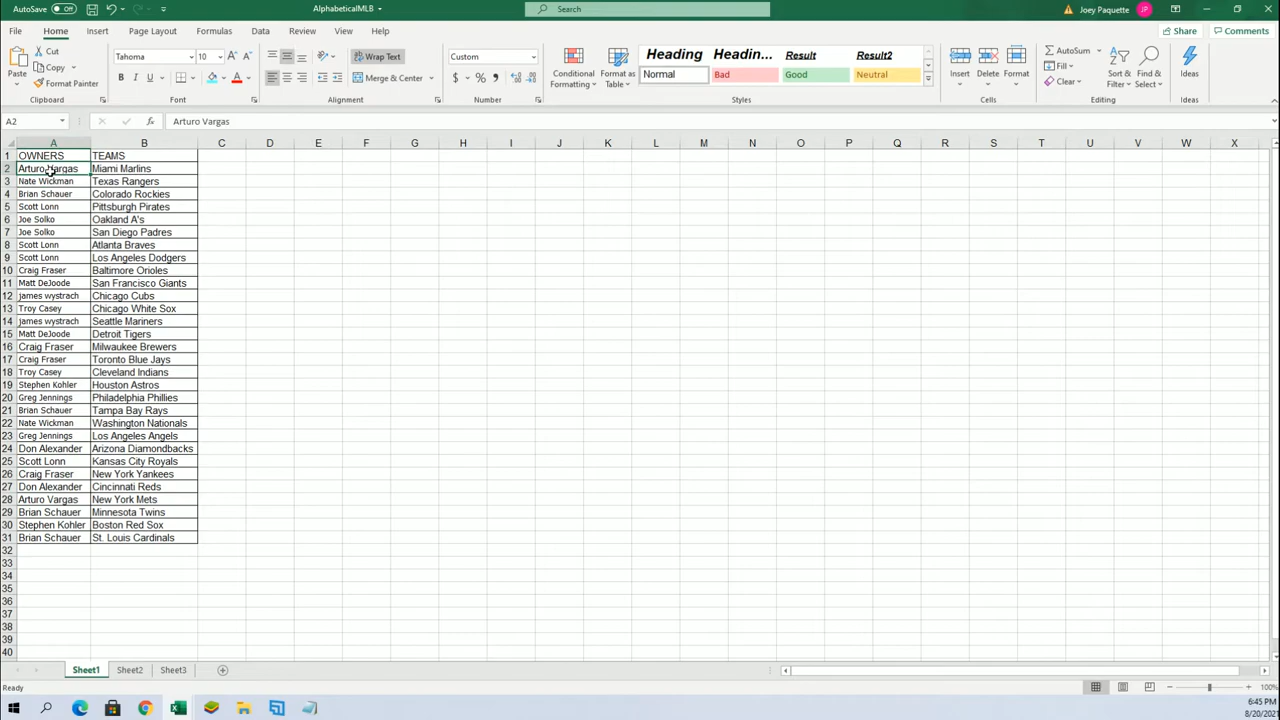 AutoSave Off AlphabeticalMLB Search Joey Paquette JP
File Home Insert Page Layout Formulas Data Review View Help Share Comments
Paste Cut Copy Format Painter Clipboard
Tahoma 10 A A B I U A Font
Wrap Text Merge & Center Alignment
Custom $ % Number
Conditional Formatting Format as Table
Heading Headin... Result Result2
Normal Bad Good Neutral
Styles
Insert Delete Format Cells
AutoSum Fill Clear Sort & Filter Find & Select Editing
Ideas Ideas
A2 fx Arturo Vargas
A B C D E F G H I J K L M N O P Q R S T U V W X
1 OWNERS TEAMS
2 Arturo Vargas Miami Marlins
3 Nate Wickman Texas Rangers
4 Brian Schauer Colorado Rockies
5 Scott Lonn Pittsburgh Pirates
6 Joe Solko Oakland A's
7 Joe Solko San Diego Padres
8 Scott Lonn Atlanta Braves
9 Scott Lonn Los Angeles Dodgers
10 Craig Fraser Baltimore Orioles
11 Matt DeJoode San Francisco Giants
12 james wystrach Chicago Cubs
13 Troy Casey Chicago White Sox
14 james wystrach Seattle Mariners
15 Matt DeJoode Detroit Tigers
16 Craig Fraser Milwaukee Brewers
17 Craig Fraser Toronto Blue Jays
18 Troy Casey Cleveland Indians
19 Stephen Kohler Houston Astros
20 Greg Jennings Philadelphia Phillies
21 Brian Schauer Tampa Bay Rays
22 Nate Wickman Washington Nationals
23 Greg Jennings Los Angeles Angels
24 Don Alexander Arizona Diamondbacks
25 Scott Lonn Kansas City Royals
26 Craig Fraser New York Yankees
27 Don Alexander Cincinnati Reds
28 Arturo Vargas New York Mets
29 Brian Schauer Minnesota Twins
30 Stephen Kohler Boston Red Sox
31 Brian Schauer St. Louis Cardinals
32
33
34
35
36
37
38
39
40
Sheet1 Sheet2 Sheet3
Ready 100%
6:45 PM